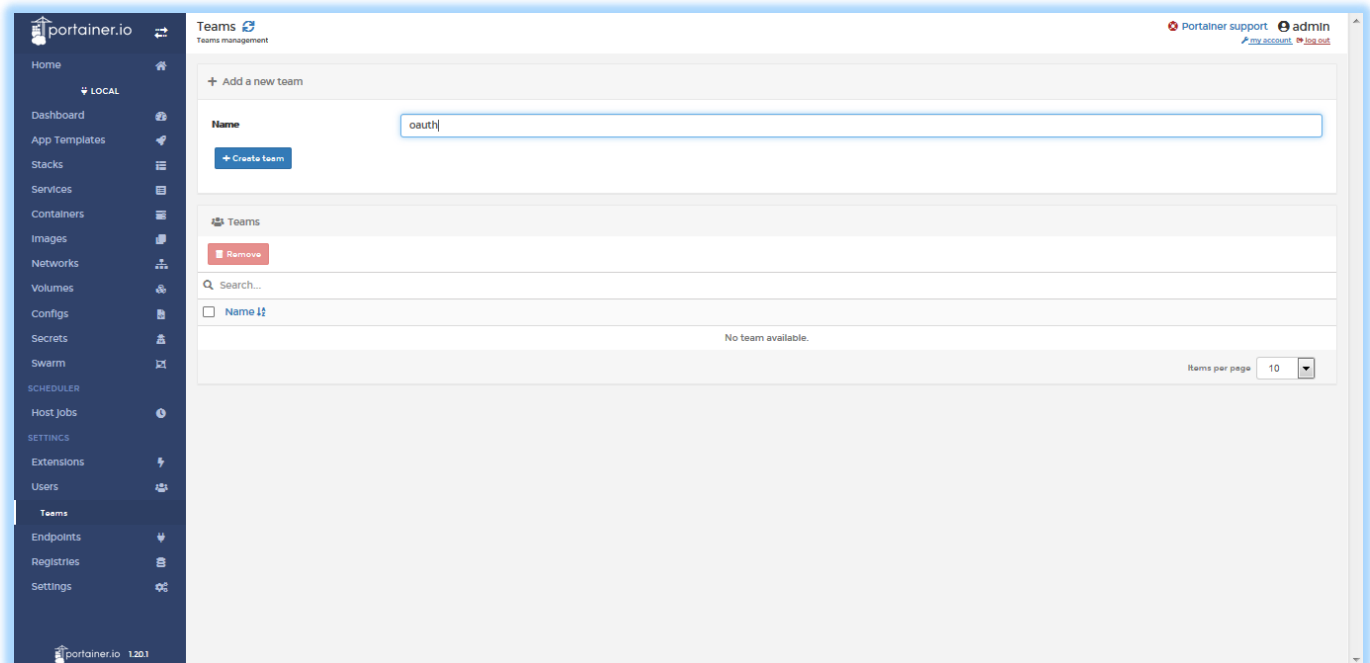 portainer.io
Teams
Teams management
Portainer support admin
my account log out
Home
LOCAL
Dashboard
App Templates
Stacks
Services
Containers
Images
Networks
Volumes
Configs
Secrets
Swarm
SCHEDULER
Host jobs
SETTINGS
Extensions
Users
Teams
Endpoints
Registries
Settings
portainer.io 1.20.1
+ Add a new team
Name oauth
+ Create team
Teams
Remove
Search...
Name
No team available.
Items per page 10